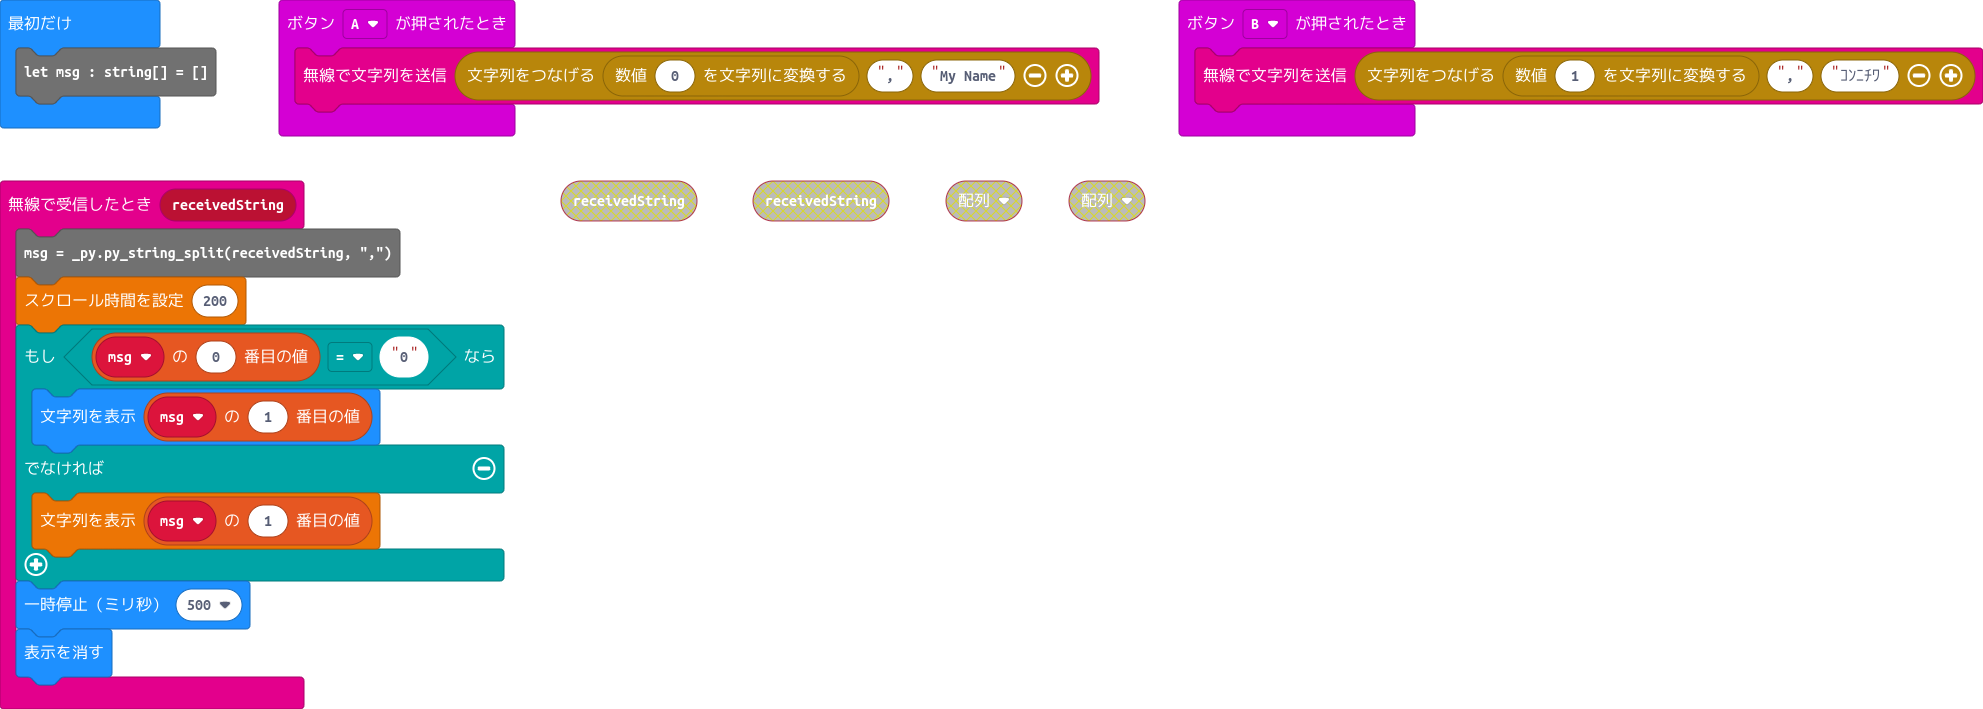 最初だけ
let msg : string[] = []
ボタン A が押されたとき
無線で文字列を送信 文字列をつなげる 数値 0 を文字列に変換する "," "My Name"
ボタン B が押されたとき
無線で文字列を送信 文字列をつなげる 数値 1 を文字列に変換する "," "ｺﾝﾆﾁﾜ"
無線で受信したとき receivedString
receivedString
receivedString
配列
配列
msg = _py.py_string_split(receivedString, ",")
スクロール時間を設定 200
もし msg の 0 番目の値 = "0" なら
文字列を表示 msg の 1 番目の値
でなければ
文字列を表示 msg の 1 番目の値
一時停止（ミリ秒） 500
表示を消す